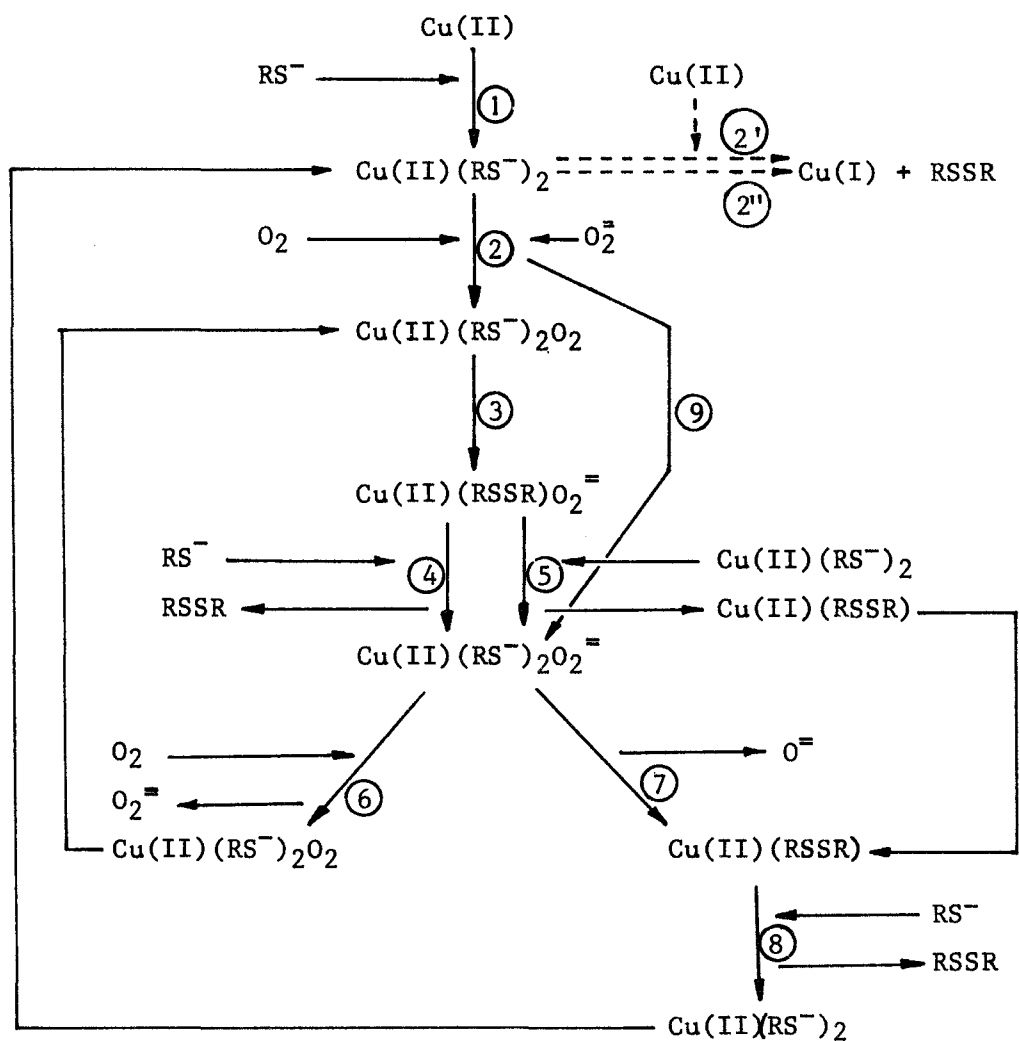 Cu(II)
RS⁻
Cu(II)
①
2'
Cu(II)(RS⁻)₂
Cu(I) + RSSR
2"
O₂
②
O₂⁼
Cu(II)(RS⁻)₂O₂
③
⑨
Cu(II)(RSSR)O₂⁼
RS⁻
④
⑤
Cu(II)(RS⁻)₂
RSSR
Cu(II)(RSSR)
Cu(II)(RS⁻)₂O₂⁼
O₂
O⁼
⑥
⑦
O₂⁼
Cu(II)(RS⁻)₂O₂
Cu(II)(RSSR)
RS⁻
⑧
RSSR
Cu(II)(RS⁻)₂